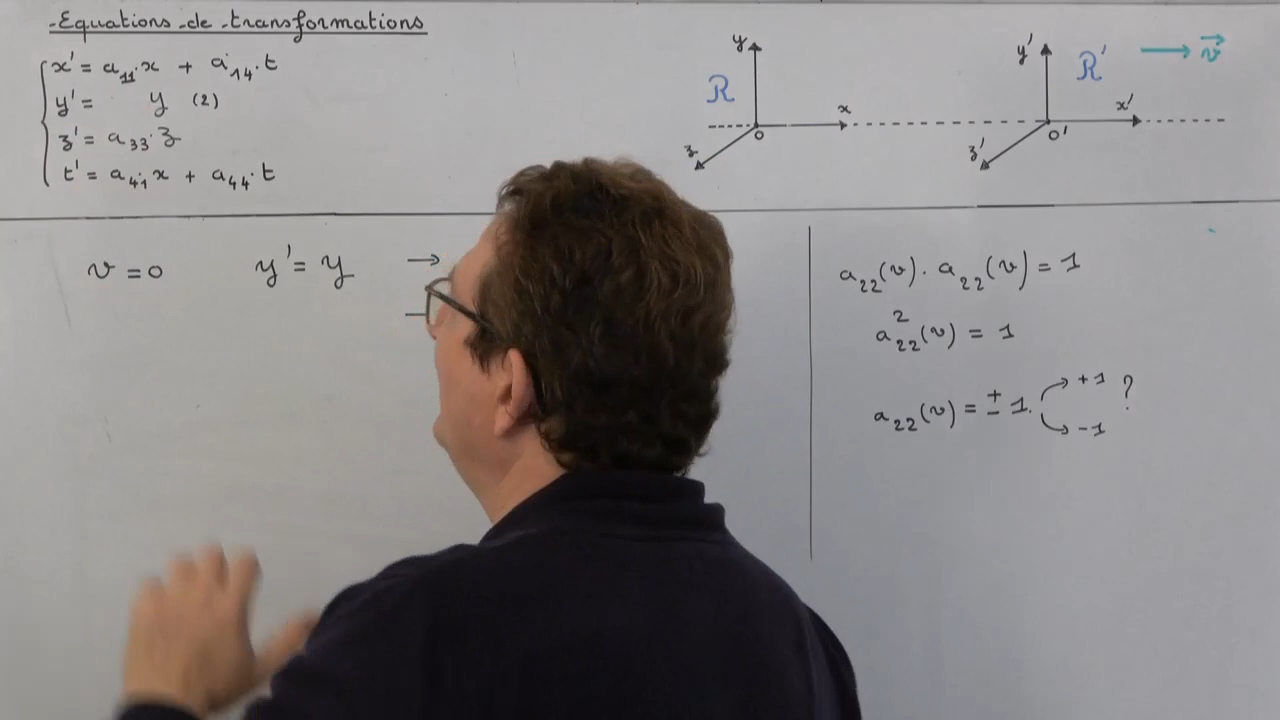 Equations de transformations
x' = a₁₁.x + a₁₄.t
y' = y (2)
z' = a₃₃.z
t' = a₄₁.x + a₄₄.t
y
R
x
o
z
y'
R'
v⃗
x'
o'
z'
v = 0 y' = y →
a₂₂(v). a₂₂(v) = 1
a²₂₂(v) = 1
a₂₂(v) = ± 1. → +1 ?
→ -1